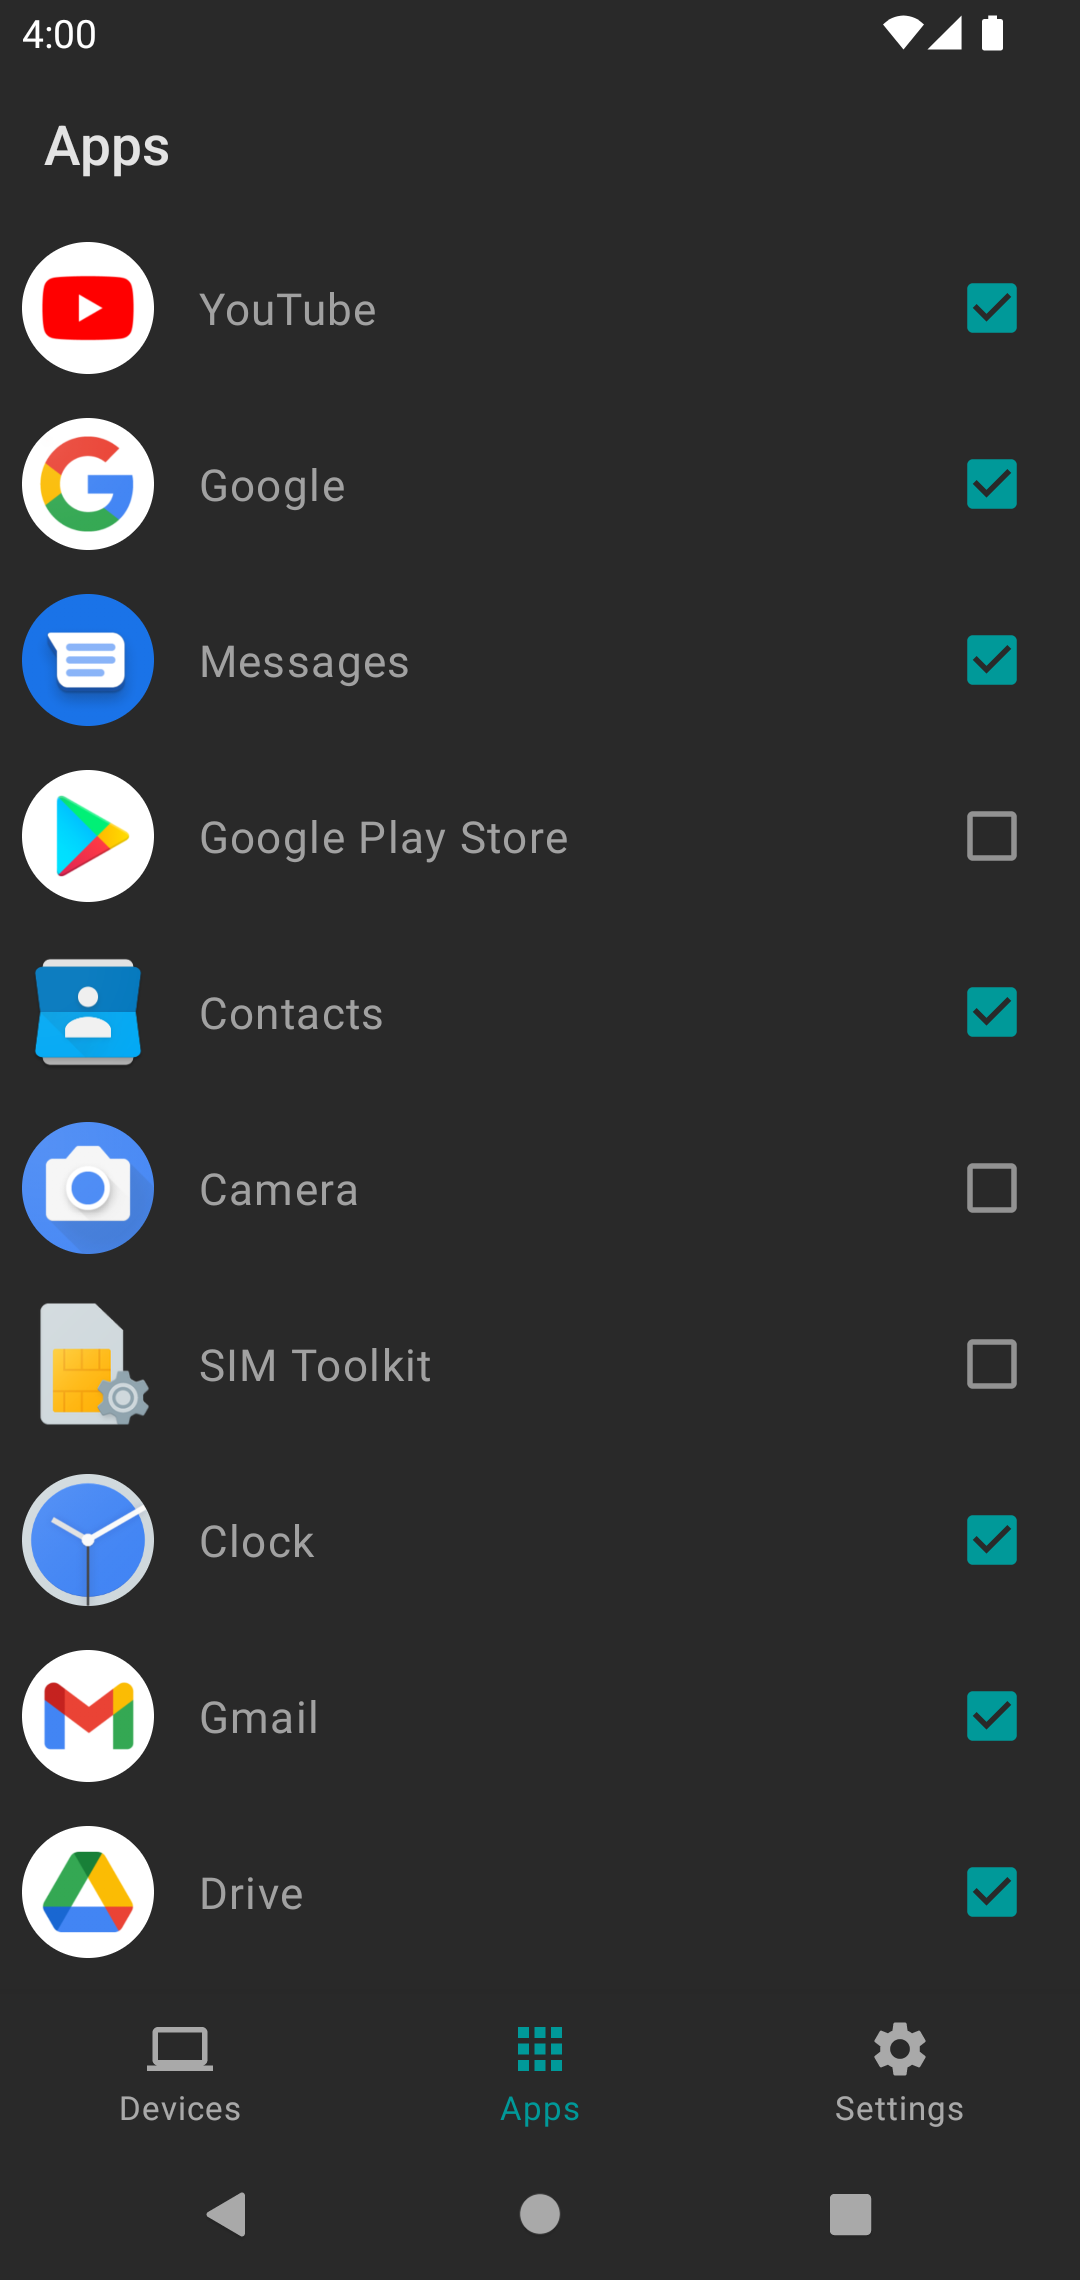 4:00
Apps
YouTube
Google
Messages
Google Play Store
Contacts
Camera
SIM Toolkit
Clock
Gmail
Drive
Devices
Apps
Settings